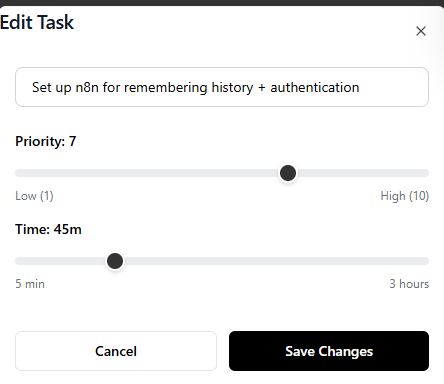 Edit Task
Set up n8n for remembering history + authentication
Priority: 7
Low (1) High (10)
Time: 45m
5 min 3 hours
Cancel Save Changes